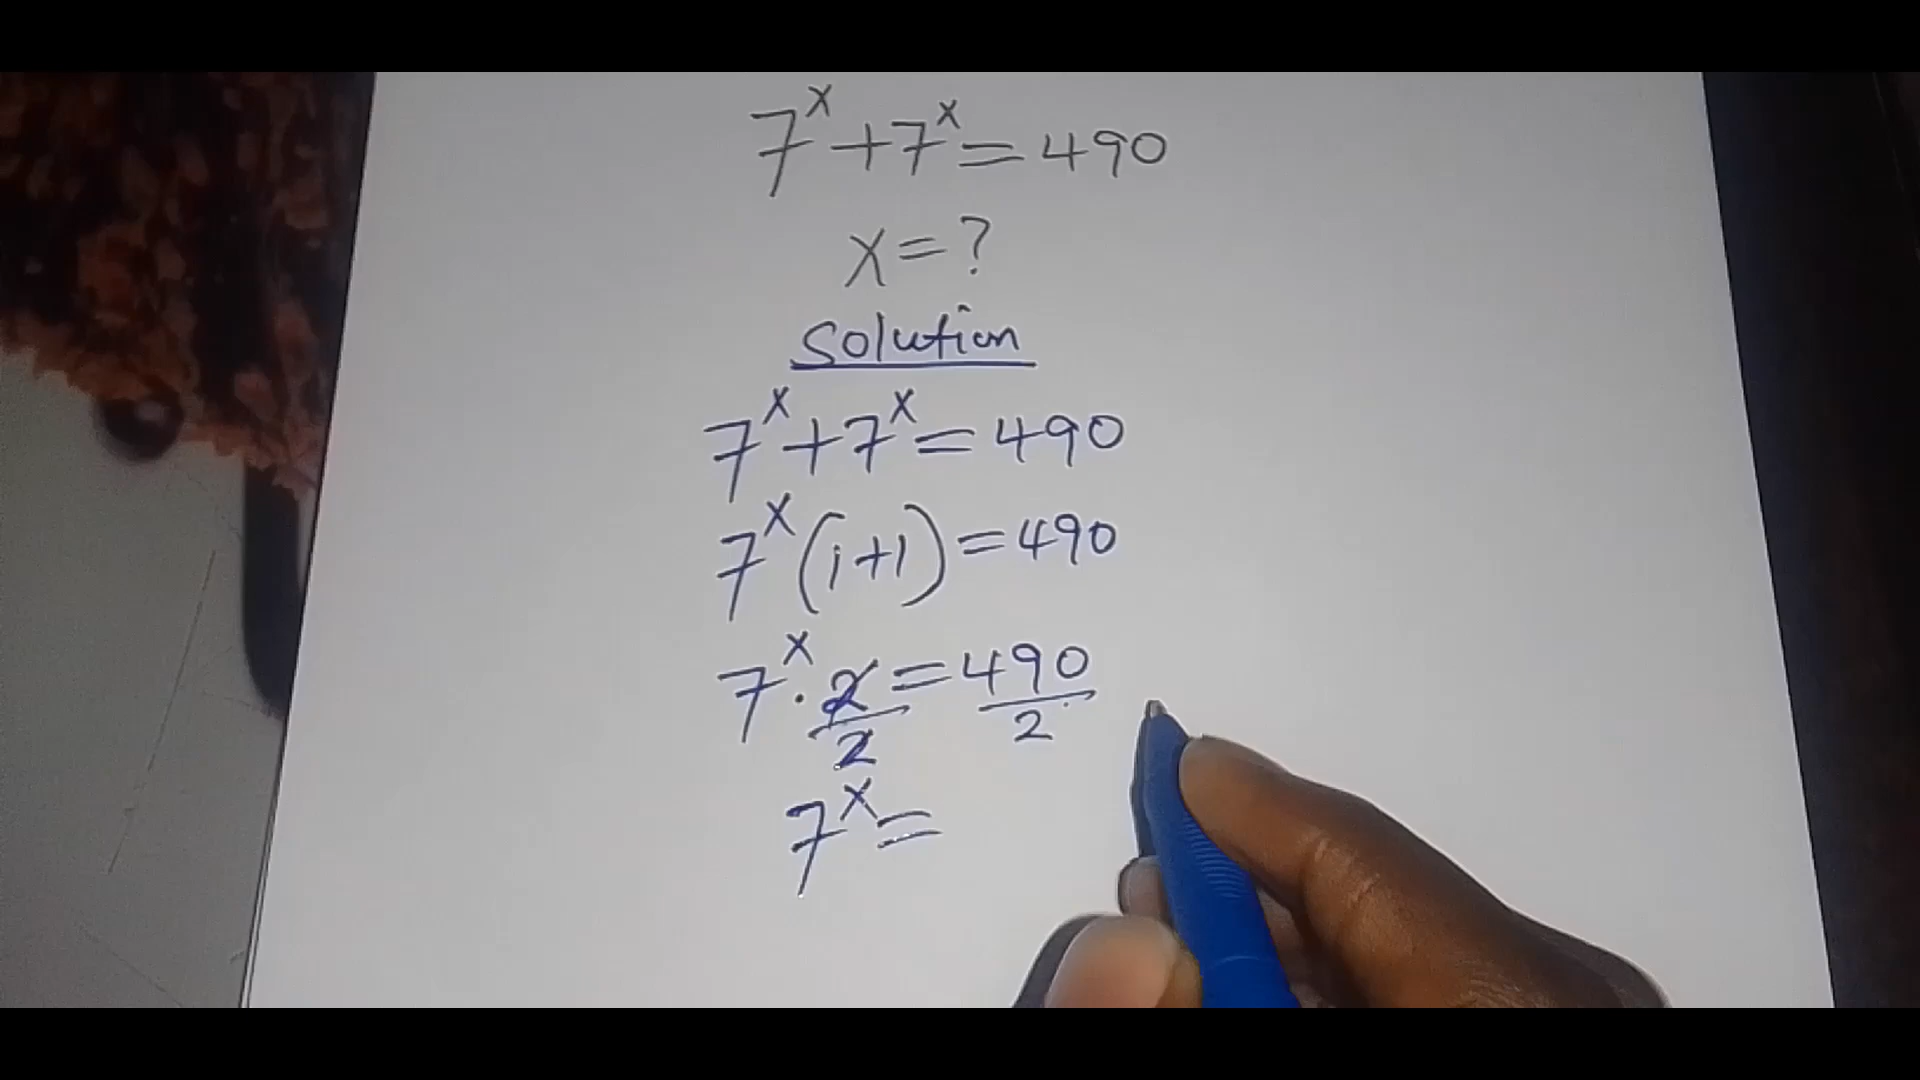 7^x + 7^x = 490
x = ?
Solution
7^x + 7^x = 490
7^x (1+1) = 490
7^x · 2/2 = 490/2
7^x =